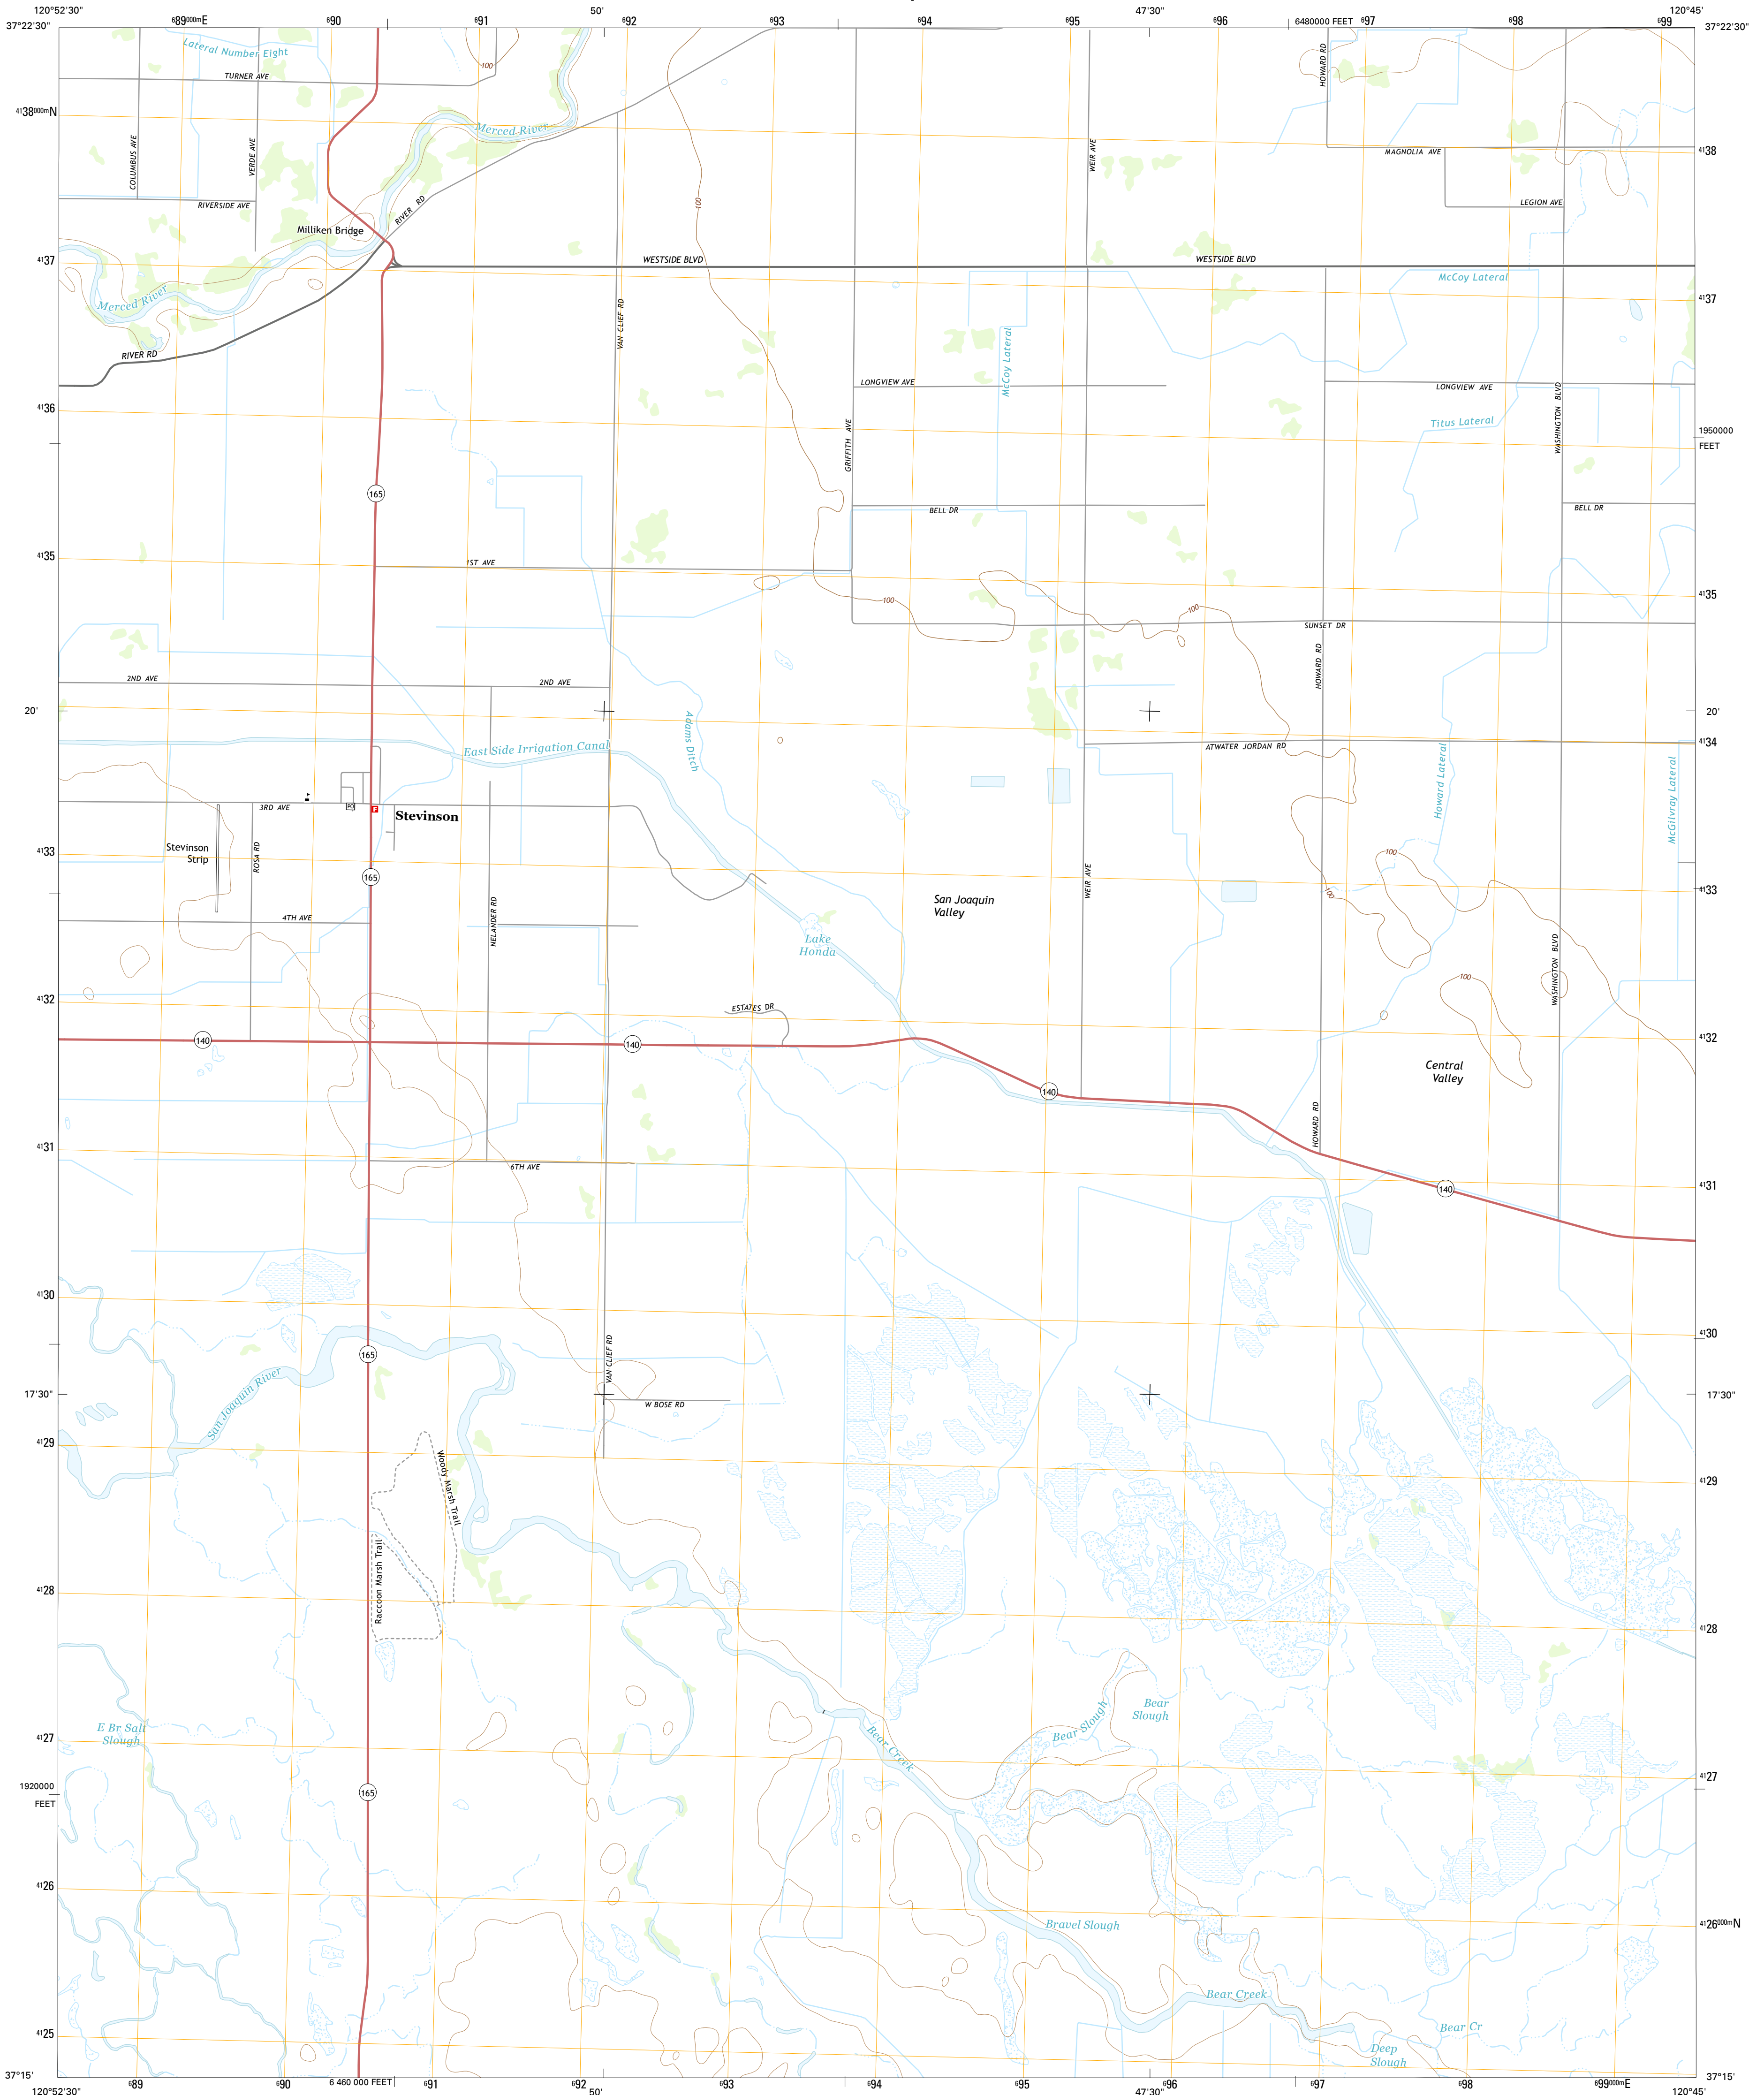 120°52'30"
689000mE
690
691
50'
692
693
694
695
47'30"
696
6480000 FEET
697
698
699
120°45'
37°22'30"
37°22'30"
Lateral Number Eight
TURNER AVE
100
HOWARD RD
4138000mN
Merced River
COLUMBUS AVE
VERDE AVE
WEIR AVE
MAGNOLIA AVE
4138
RIVERSIDE AVE
RIVER RD
100
LEGION AVE
Milliken Bridge
4137
WESTSIDE BLVD
WESTSIDE BLVD
McCoy Lateral
4137
Merced River
VAN CLIEF RD
RIVER RD
McCoy Lateral
LONGVIEW AVE
LONGVIEW AVE
4136
GRIFFITH AVE
Titus Lateral
WASHINGTON BLVD
1950000
FEET
165
BELL DR
BELL DR
4135
1ST AVE
4135
100
100
SUNSET DR
HOWARD RD
2ND AVE
2ND AVE
20'
20'
Adams Ditch
East Side Irrigation Canal
ATWATER JORDAN RD
4134
Howard Lateral
McGilvray Lateral
3RD AVE
PO
F
Stevinson
Stevinson
Strip
ROSA RD
4133
100
165
WEIR AVE
100
4133
San Joaquin
Valley
4TH AVE
NELANDER RD
Lake
Honda
WASHINGTON BLVD
100
4132
ESTATES DR
140
140
4132
Central
Valley
140
HOWARD RD
4131
6TH AVE
140
4131
4130
4130
165
VAN CLIEF RD
17'30"
17'30"
San Joaquin River
W BOSE RD
4129
Woody Marsh Trail
4129
Raccoon Marsh Trail
4128
4128
E Br Salt
Slough
4127
Bear Creek
Bear Slough
Bear
Slough
4127
1920000
FEET
165
4126
Bravel Slough
4126000mN
Bear Creek
4125
Bear Cr
Deep
Slough
37°15'
37°15'
120°52'30"
689
690
6 460 000 FEET
691
692
50'
693
694
695
47'30"
696
697
698
699000mE
120°45'